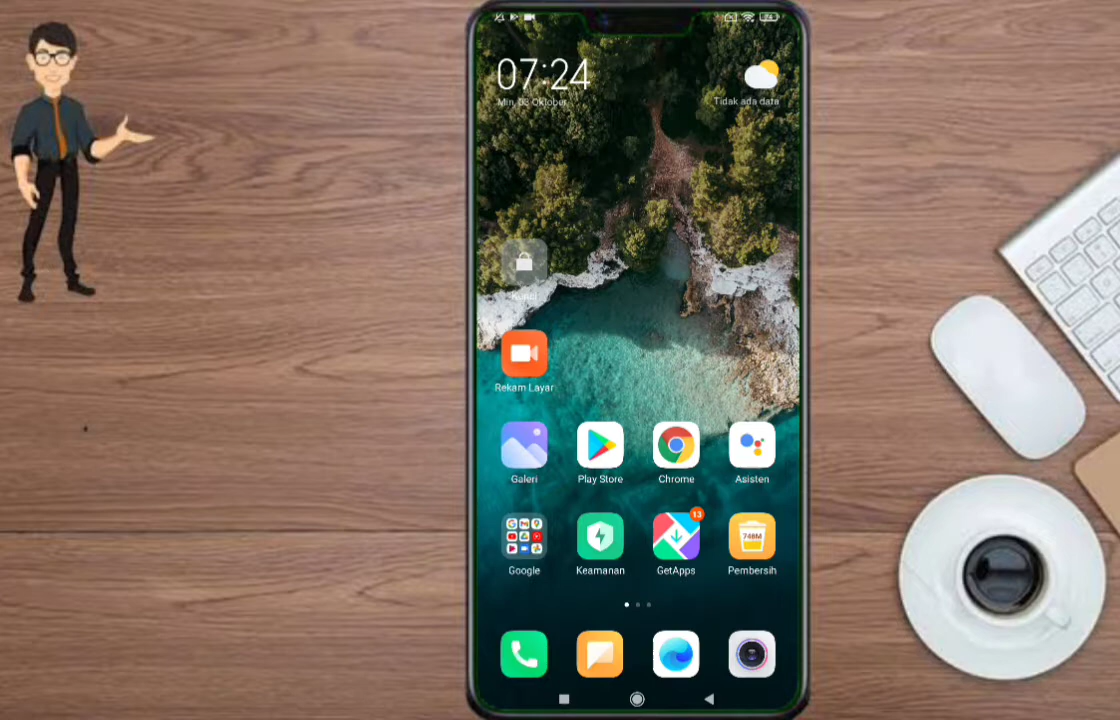 07:24
Min, 03 Oktober
Tidak ada data
Kunci
Rekam Layar
Galeri
Play Store
Chrome
Asisten
13
748M
Google
Keamanan
GetApps
Pembersih